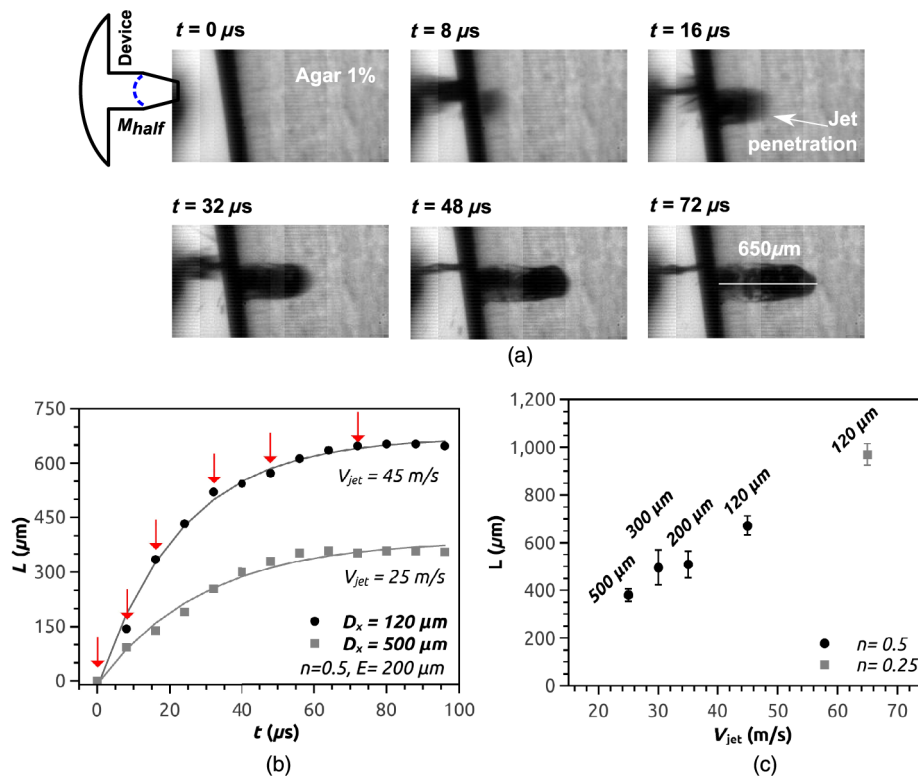 t = 0 µs
t = 8 µs
t = 16 µs
Device
M_half
Agar 1%
Jet
penetration
t = 32 µs
t = 48 µs
t = 72 µs
650µm
(a)
750
600
450
300
150
0
L (µm)
V_jet = 45 m/s
V_jet = 25 m/s
D_x = 120 µm
D_x = 500 µm
n=0.5, E= 200 µm
0 20 40 60 80 100
t (µs)
(b)
1,200
1,000
800
600
400
200
0
L (µm)
500 µm
300 µm
200 µm
120 µm
120 µm
n= 0.5
n= 0.25
20 30 40 50 60 70
V_jet (m/s)
(c)